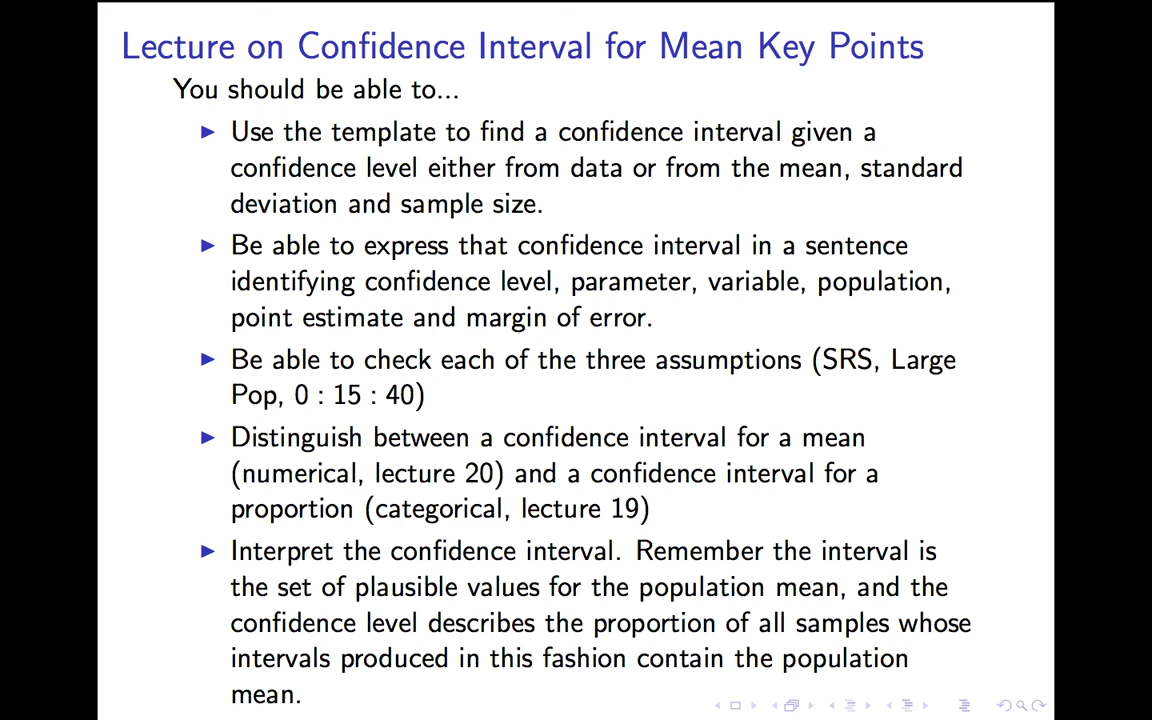 Lecture on Confidence Interval for Mean Key Points
You should be able to...
Use the template to find a confidence interval given a
confidence level either from data or from the mean, standard
deviation and sample size.
Be able to express that confidence interval in a sentence
identifying confidence level, parameter, variable, population,
point estimate and margin of error.
Be able to check each of the three assumptions (SRS, Large
Pop, 0 : 15 : 40)
Distinguish between a confidence interval for a mean
(numerical, lecture 20) and a confidence interval for a
proportion (categorical, lecture 19)
Interpret the confidence interval. Remember the interval is
the set of plausible values for the population mean, and the
confidence level describes the proportion of all samples whose
intervals produced in this fashion contain the population
mean.